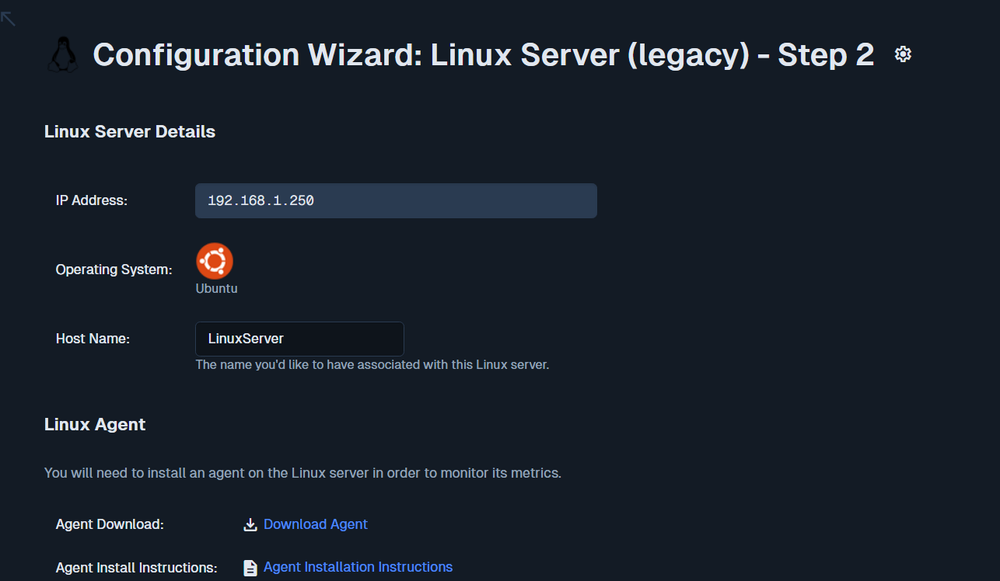 Configuration Wizard: Linux Server (legacy) - Step 2
Linux Server Details
IP Address: 192.168.1.250
Operating System:
Ubuntu
Host Name: LinuxServer
The name you'd like to have associated with this Linux server.
Linux Agent
You will need to install an agent on the Linux server in order to monitor its metrics.
Agent Download: Download Agent
Agent Install Instructions: Agent Installation Instructions